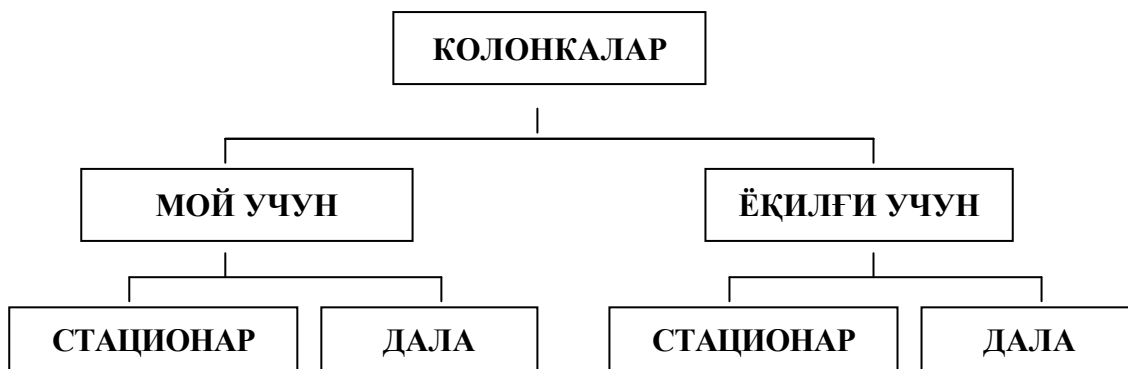 КОЛОНКАЛАР
МОЙ УЧУН
ЁҚИЛҒИ УЧУН
СТАЦИОНАР
ДАЛА
СТАЦИОНАР
ДАЛА